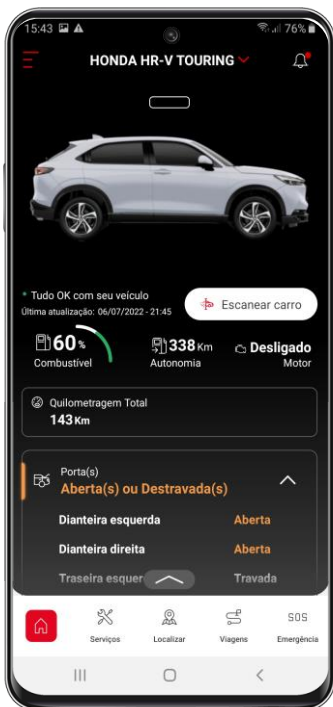 15:43 76%
HONDA HR-V TOURING
Tudo OK com seu veículo
Última atualização: 06/07/2022 - 21:45
Escanear carro
60%
Combustível
338 Km
Autonomia
Desligado
Motor
Quilometragem Total
143 Km
Porta(s)
Aberta(s) ou Destravada(s)
Dianteira esquerda Aberta
Dianteira direita Aberta
Traseira esquer Travada
Serviços
Localizar
Viagens
SOS
Emergência